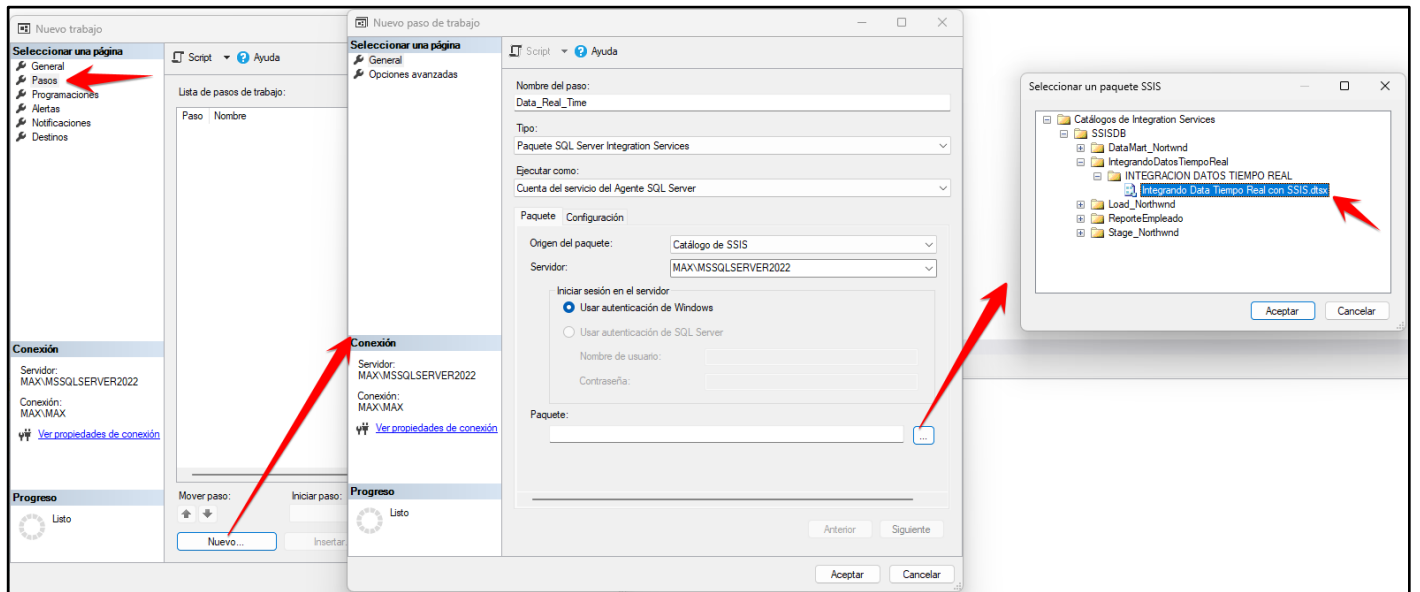 Nuevo trabajo
Seleccionar una página
General
Pasos
Programaciones
Alertas
Notificaciones
Destinos
Conexión
Servidor:
MAX\MSSQLSERVER2022
Conexión:
MAX\MAX
Ver propiedades de conexión
Progreso
Listo
Script
Ayuda
Lista de pasos de trabajo:
Paso Nombre
Mover paso:
Iniciar paso:
Nuevo...
Insertar.
Nuevo paso de trabajo
Seleccionar una página
General
Opciones avanzadas
Conexión
Servidor:
MAX\MSSQLSERVER2022
Conexión:
MAX\MAX
Ver propiedades de conexión
Progreso
Listo
Script
Ayuda
Nombre del paso:
Data_Real_Time
Tipo:
Paquete SQL Server Integration Services
Ejecutar como:
Cuenta del servicio del Agente SQL Server
Paquete Configuración
Origen del paquete: Catálogo de SSIS
Servidor: MAX\MSSQLSERVER2022
Iniciar sesión en el servidor
Usar autenticación de Windows
Usar autenticación de SQL Server
Nombre de usuario:
Contraseña:
Paquete:
...
Anterior Siguiente
Aceptar Cancelar
Seleccionar un paquete SSIS
Catálogos de Integration Services
SSISDB
DataMart_Nortwnd
IntegrandoDatosTiempoReal
INTEGRACION DATOS TIEMPO REAL
Integrando Data Tiempo Real con SSIS.dtsx
Load_Northwnd
ReporteEmpleado
Stage_Northwnd
Aceptar Cancelar